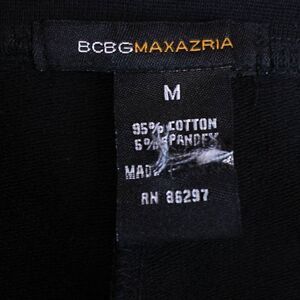 BCBGMAXAZRIA
M
95% COTTON
5% SPANDEX
MADE
RN 86297